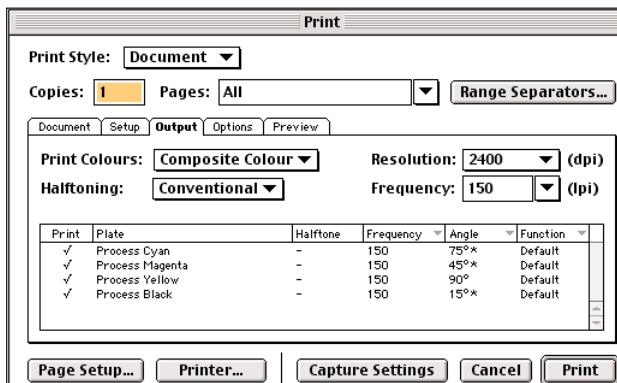 Print
Print Style: Document
Copies: 1 Pages: All Range Separators...
Document Setup Output Options Preview
Print Colours: Composite Colour Resolution: 2400 (dpi)
Halftoning: Conventional Frequency: 150 (lpi)
Print Plate Halftone Frequency Angle Function
√ Process Cyan - 150 75°* Default
√ Process Magenta - 150 45°* Default
√ Process Yellow - 150 90° Default
√ Process Black - 150 15°* Default
Page Setup... Printer... Capture Settings Cancel Print